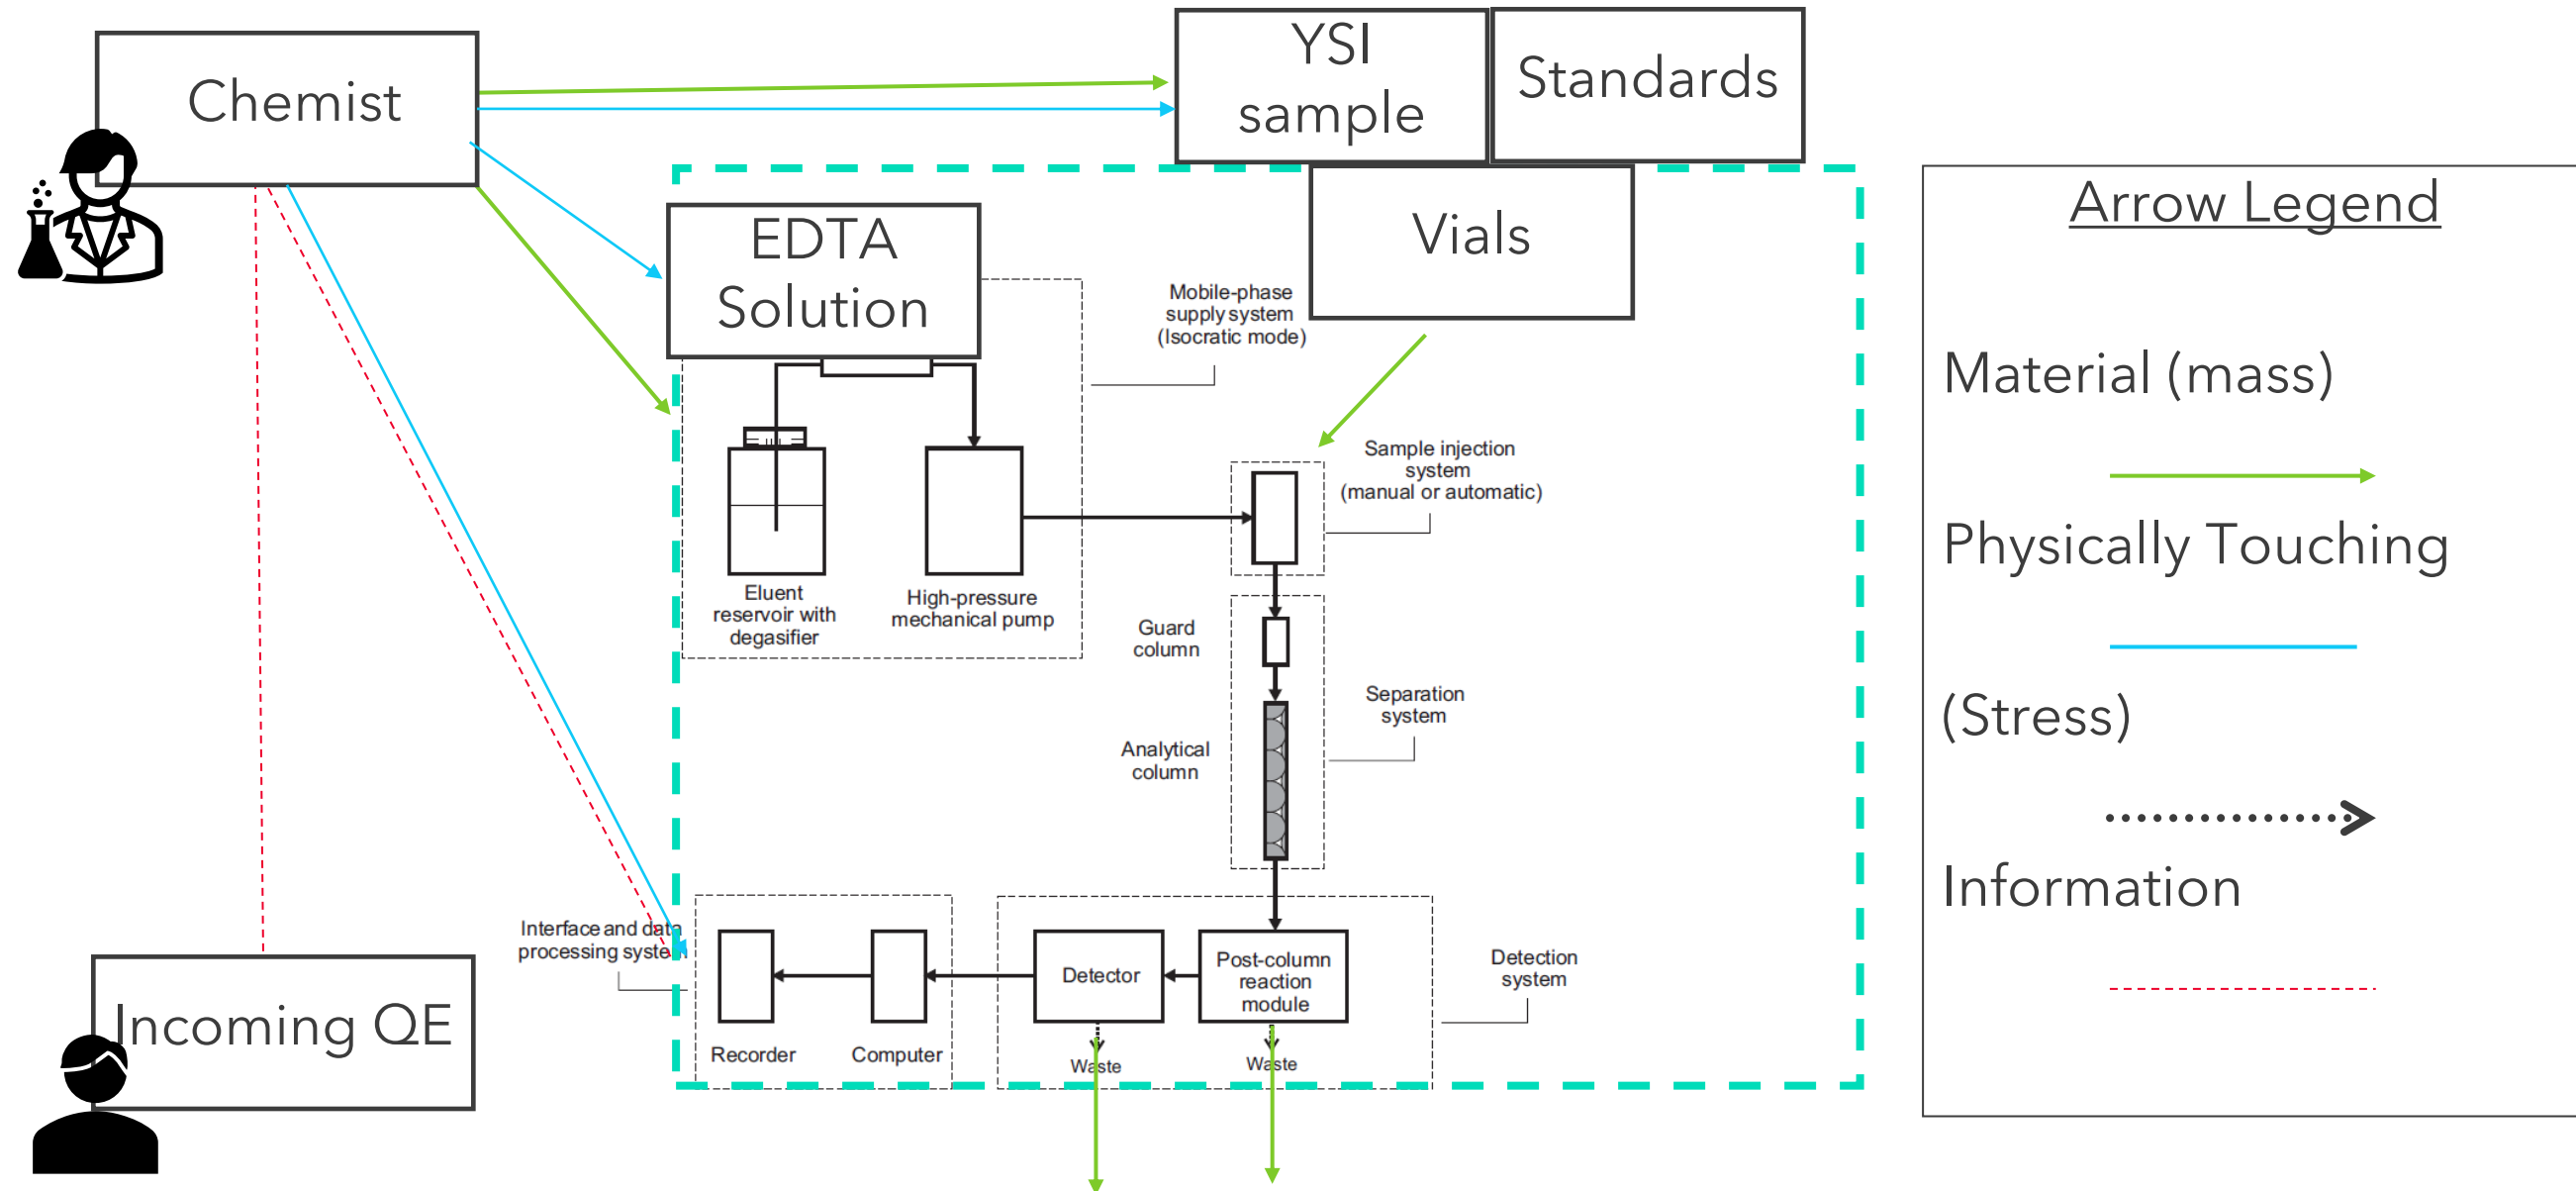 Chemist
YSI
sample
Standards
Vials
EDTA
Solution
Mobile-phase
supply system
(Isocratic mode)
Sample injection
system
(manual or automatic)
Eluent
reservoir with
degasifier
High-pressure
mechanical pump
Guard
column
Separation
system
Analytical
column
Interface and data
processing system
Recorder
Computer
Detector
Post-column
reaction
module
Detection
system
Waste
Waste
Incoming QE
Arrow Legend
Material (mass)
Physically Touching
(Stress)
Information